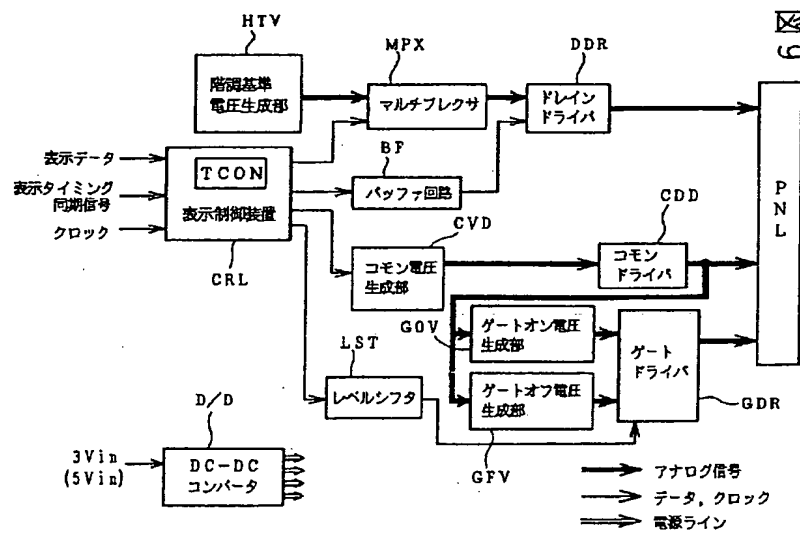 図 9
HTV
MPX
DDR
階調基準
電圧生成部
マルチプレクサ
ドレイン
ドライバ
表示データ
表示タイミング
同期信号
クロック
TCON
表示制御装置
CRL
BF
バッファ回路
PNL
CVD
コモン電圧
生成部
CDD
コモン
ドライバ
GOV
ゲートオン電圧
生成部
ゲート
ドライバ
LST
レベルシフタ
ゲートオフ電圧
生成部
GFV
GDR
D/D
3Vin
(5Vin)
DC-DC
コンバータ
アナログ信号
データ, クロック
電源ライン